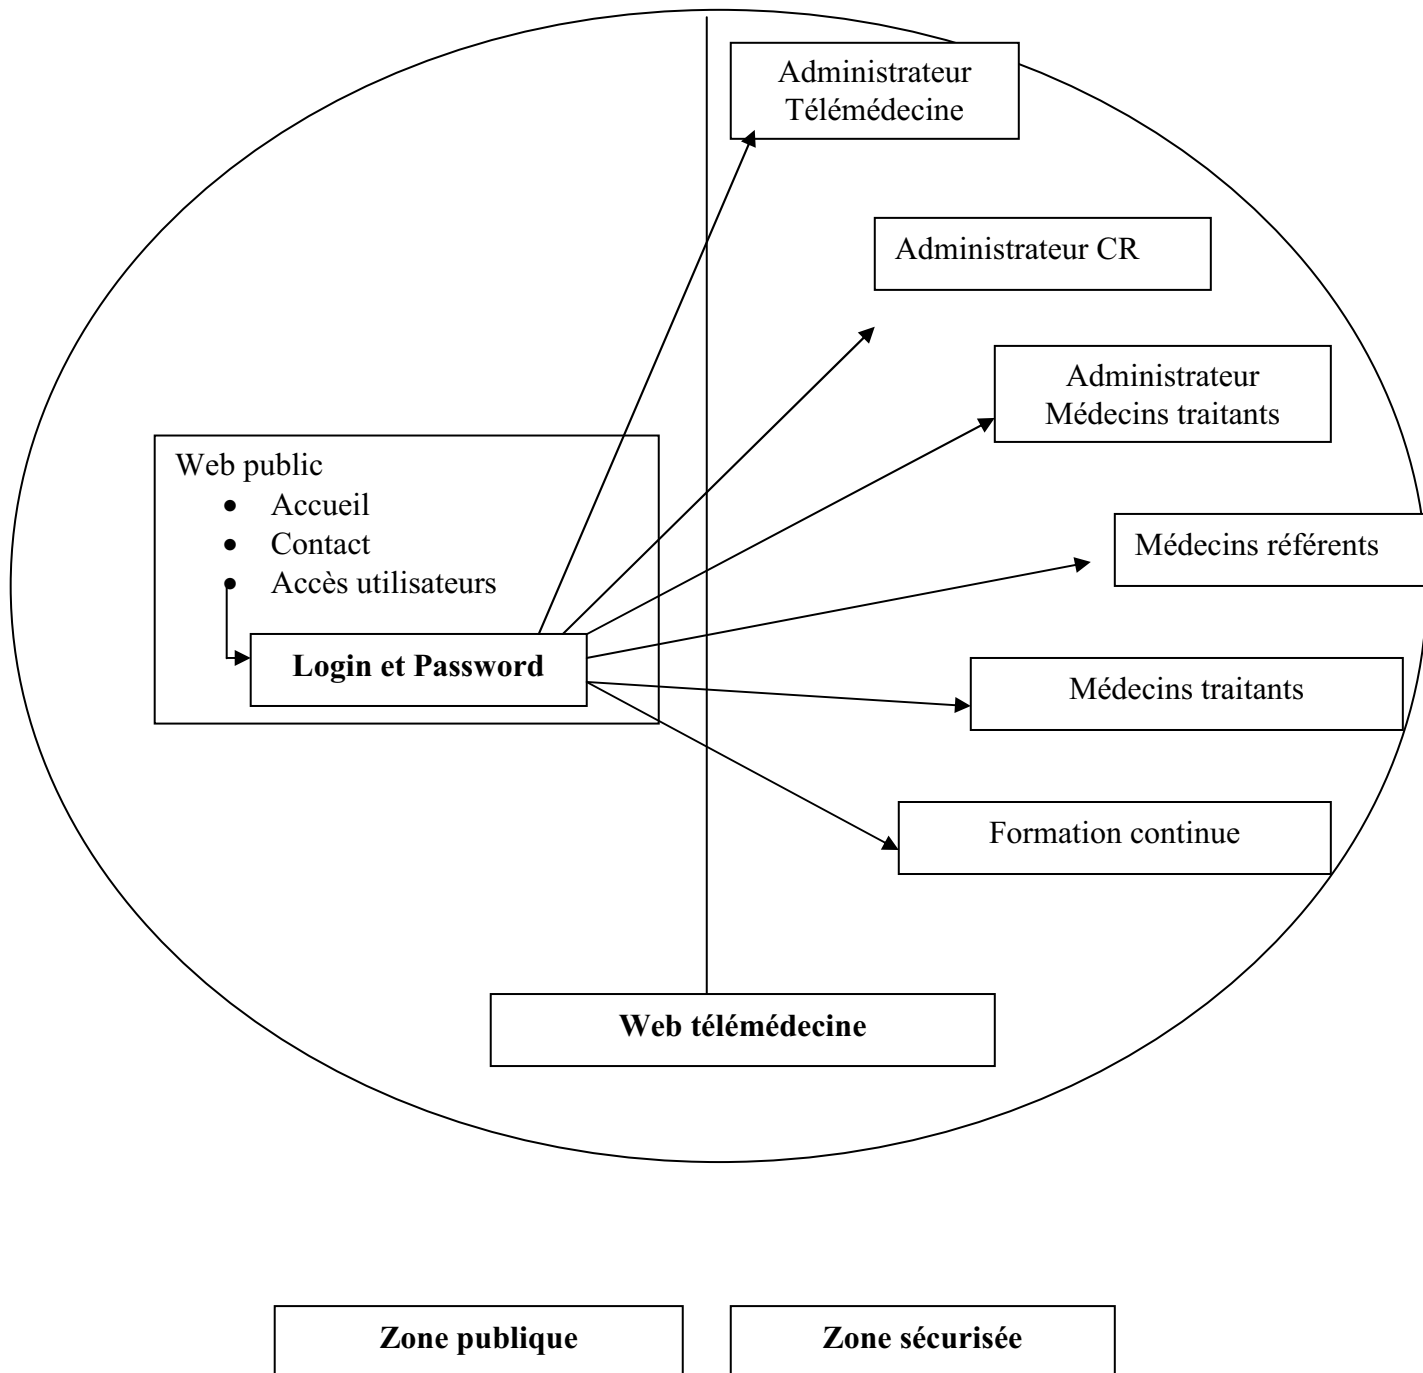 Administrateur
Télémédecine
Administrateur CR
Administrateur
Médecins traitants
Web public
• Accueil
• Contact
• Accès utilisateurs
Médecins référents
Login et Password
Médecins traitants
Formation continue
Web télémédecine
Zone publique
Zone sécurisée